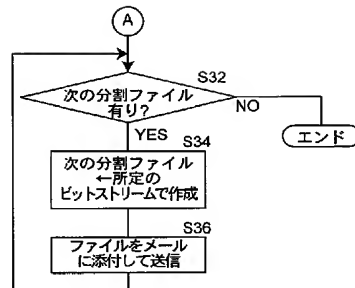 A
S32
次の分割ファイル
有り?
NO
エンド
YES
S34
次の分割ファイル
←所定の
ビットストリームで作成
S36
ファイルをメール
に添付して送信